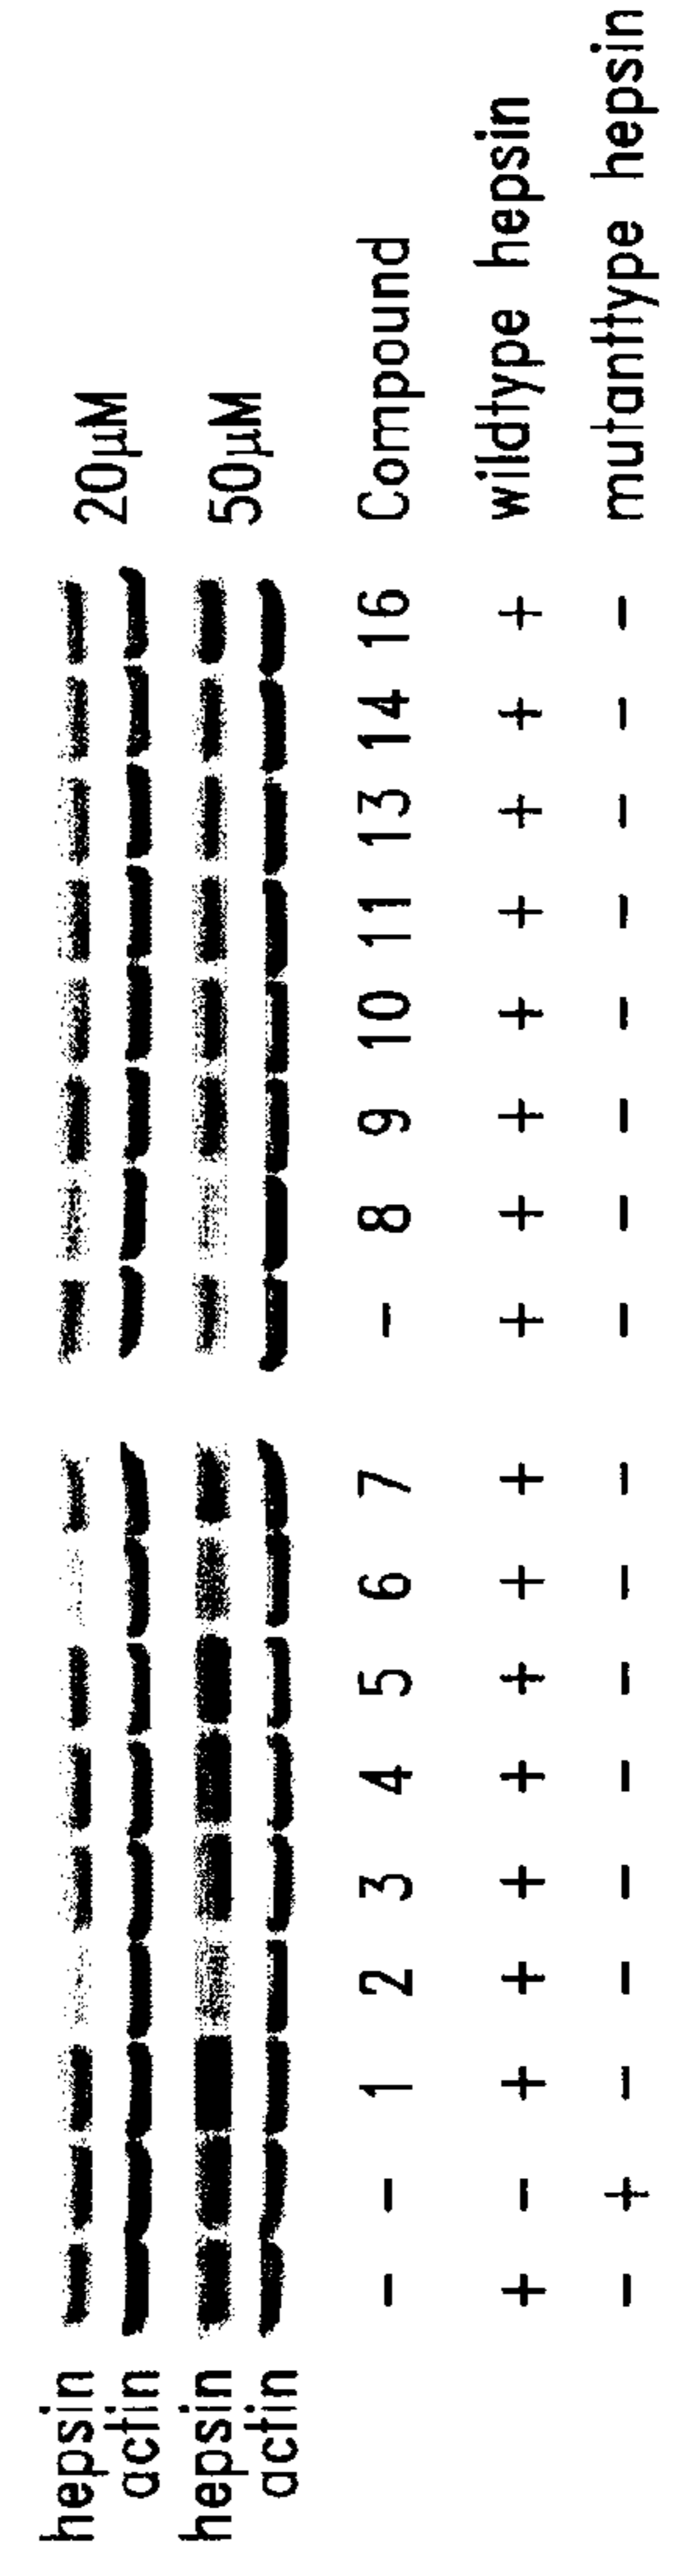 hepsin 20µM
actin
hepsin 50µM
actin
- - 1 2 3 4 5 6 7 - 8 9 10 11 13 14 16 Compound
+ - + + + + + + + + + + + + + + + wildtype hepsin
- + - - - - - - - - - - - - - - - mutanttype hepsin